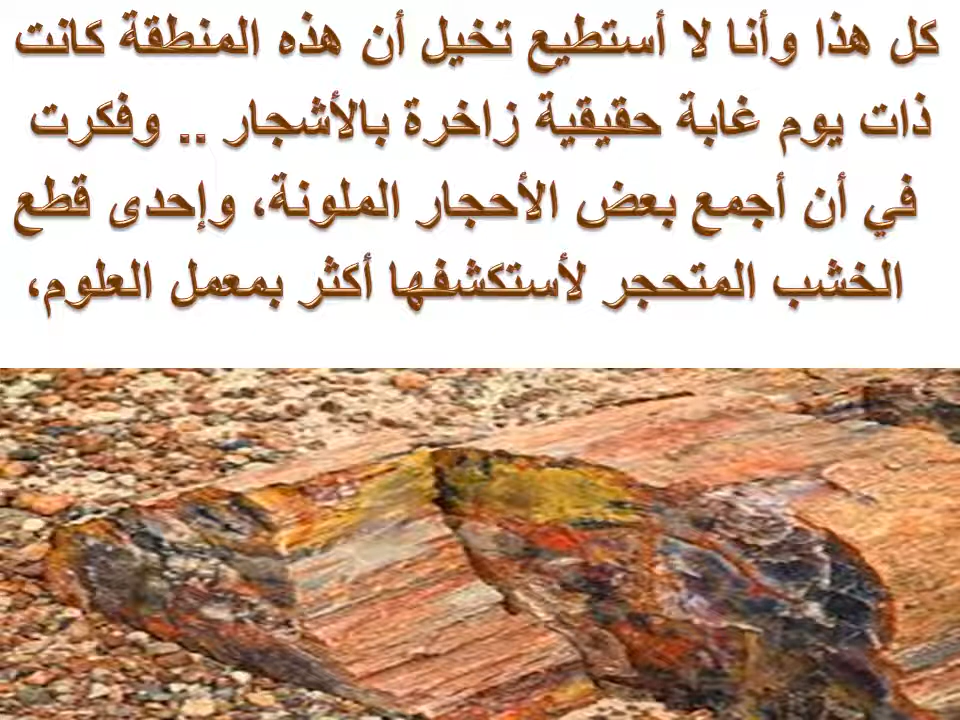 كل هذا وأنا لا أستطيع تخيل أن هذه المنطقة كانت
ذات يوم غابة حقيقية زاخرة بالأشجار .. وفكرت
في أن أجمع بعض الأحجار الملونة، وإحدى قطع
الخشب المتحجر لأستكشفها أكثر بمعمل العلوم،